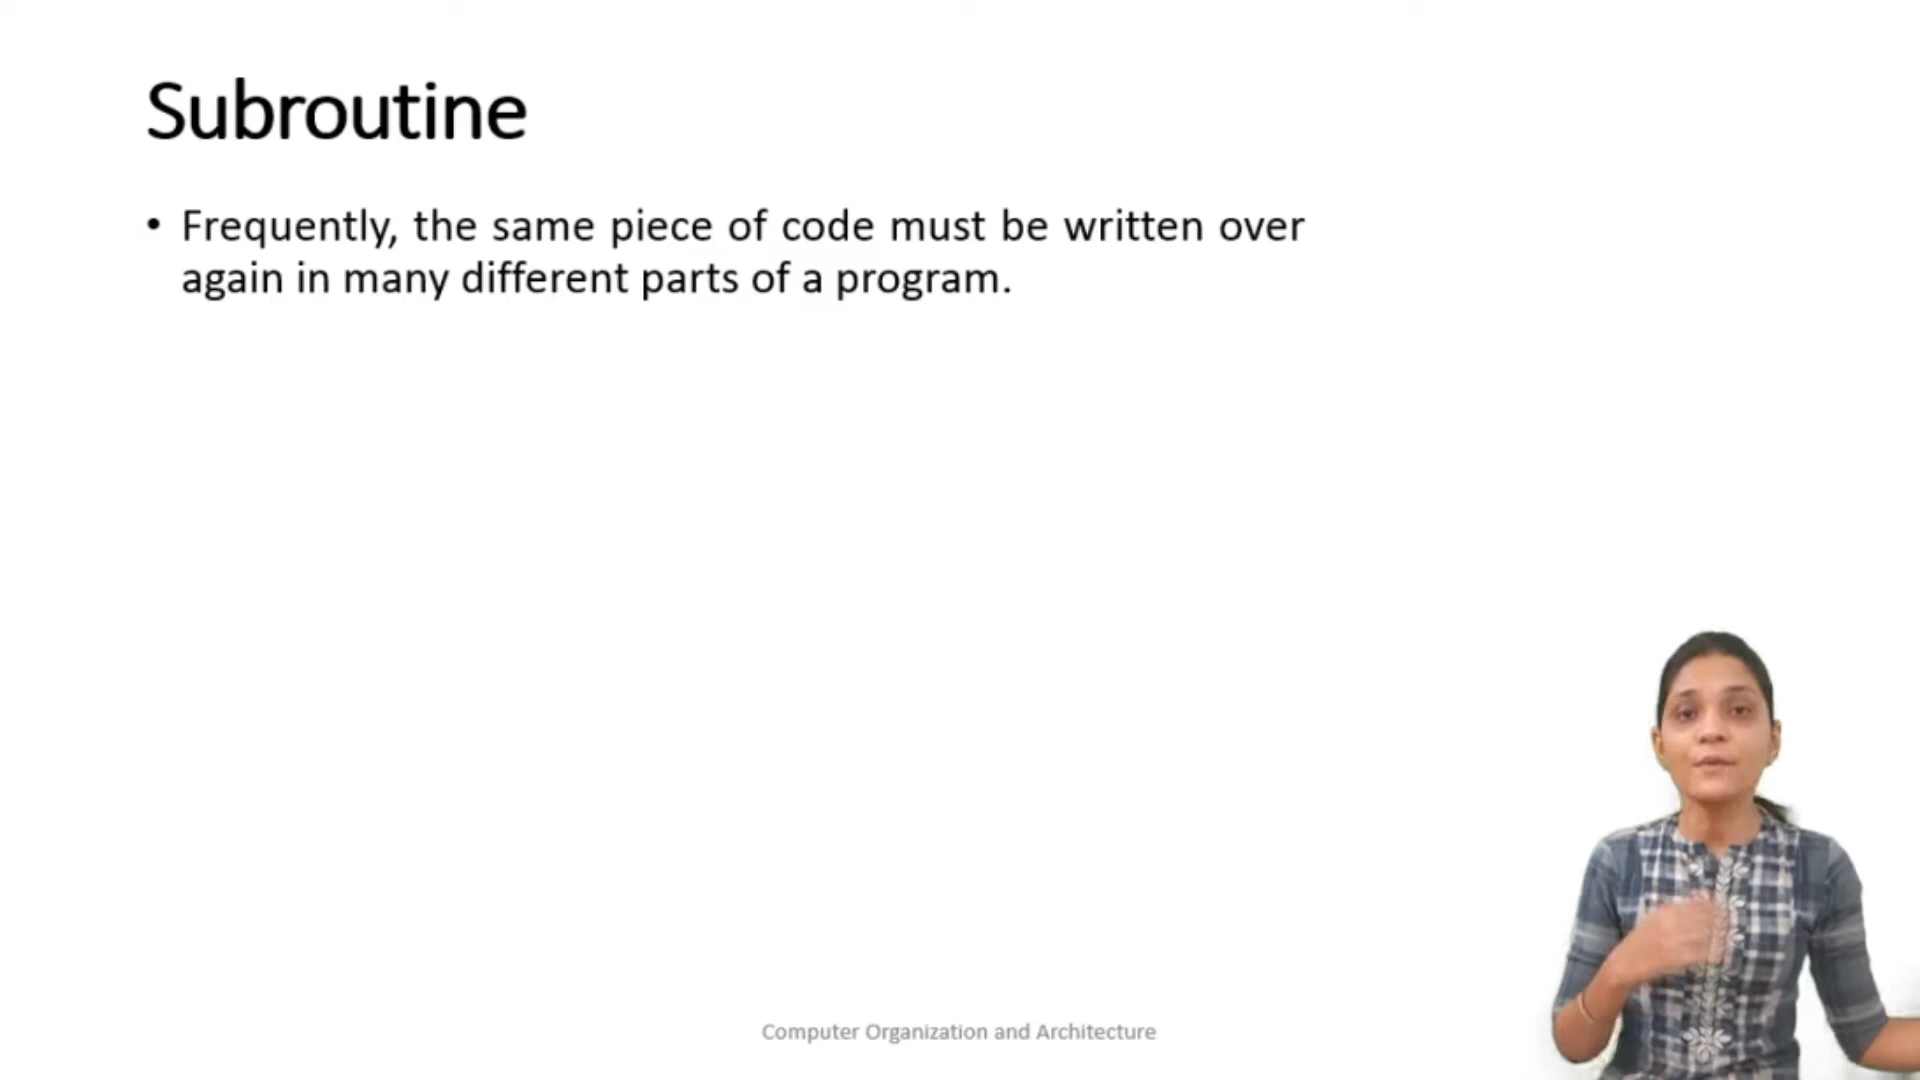 Subroutine
• Frequently, the same piece of code must be written over
again in many different parts of a program.
Computer Organization and Architecture